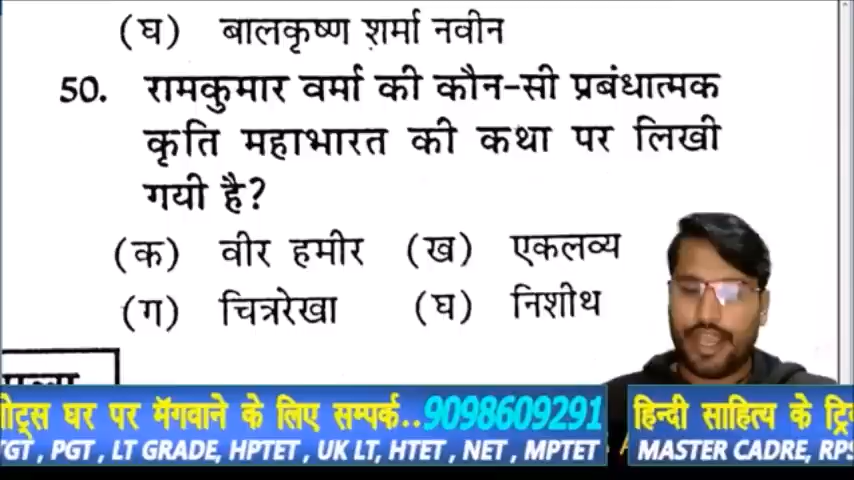 (घ) बालकृष्ण शर्मा नवीन
50. रामकुमार वर्मा की कौन-सी प्रबंधात्मक
कृति महाभारत की कथा पर लिखी
गयी है?
(क) वीर हमीर (ख) एकलव्य
(ग) चित्ररेखा (घ) निशीथ
घर पर मॅगवाने के लिए सम्पर्क..9098609291 हिन्दी साहित्य के
TGT , PGT , LT GRADE, HPTET , UK LT, HTET , NET , MPTET MASTER CADRE,